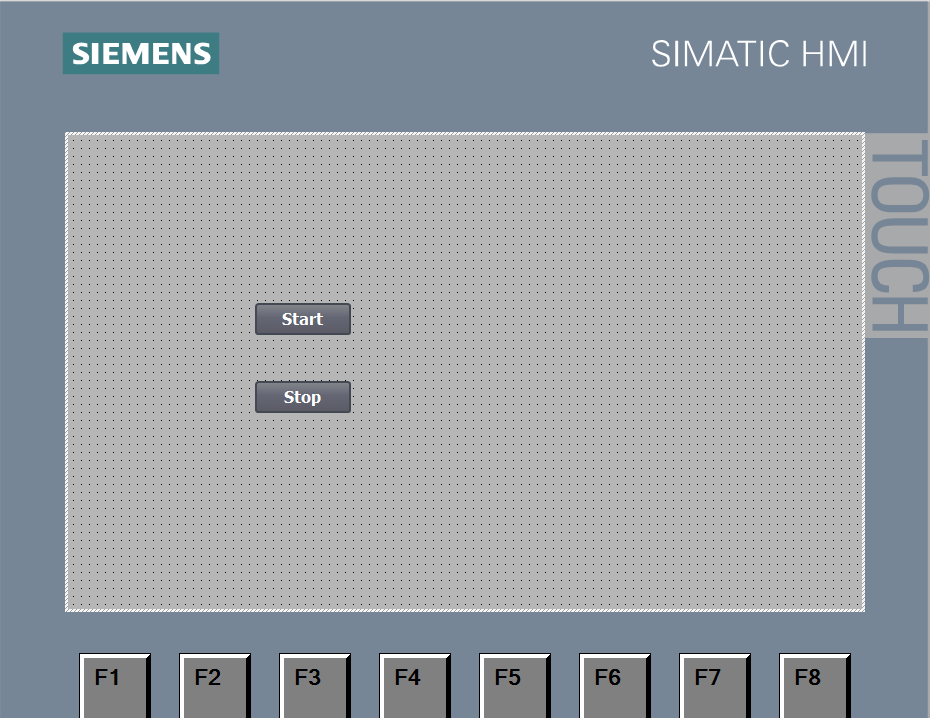 SIEMENS
SIMATIC HMI
TOUCH
Start
Stop
F1
F2
F3
F4
F5
F6
F7
F8